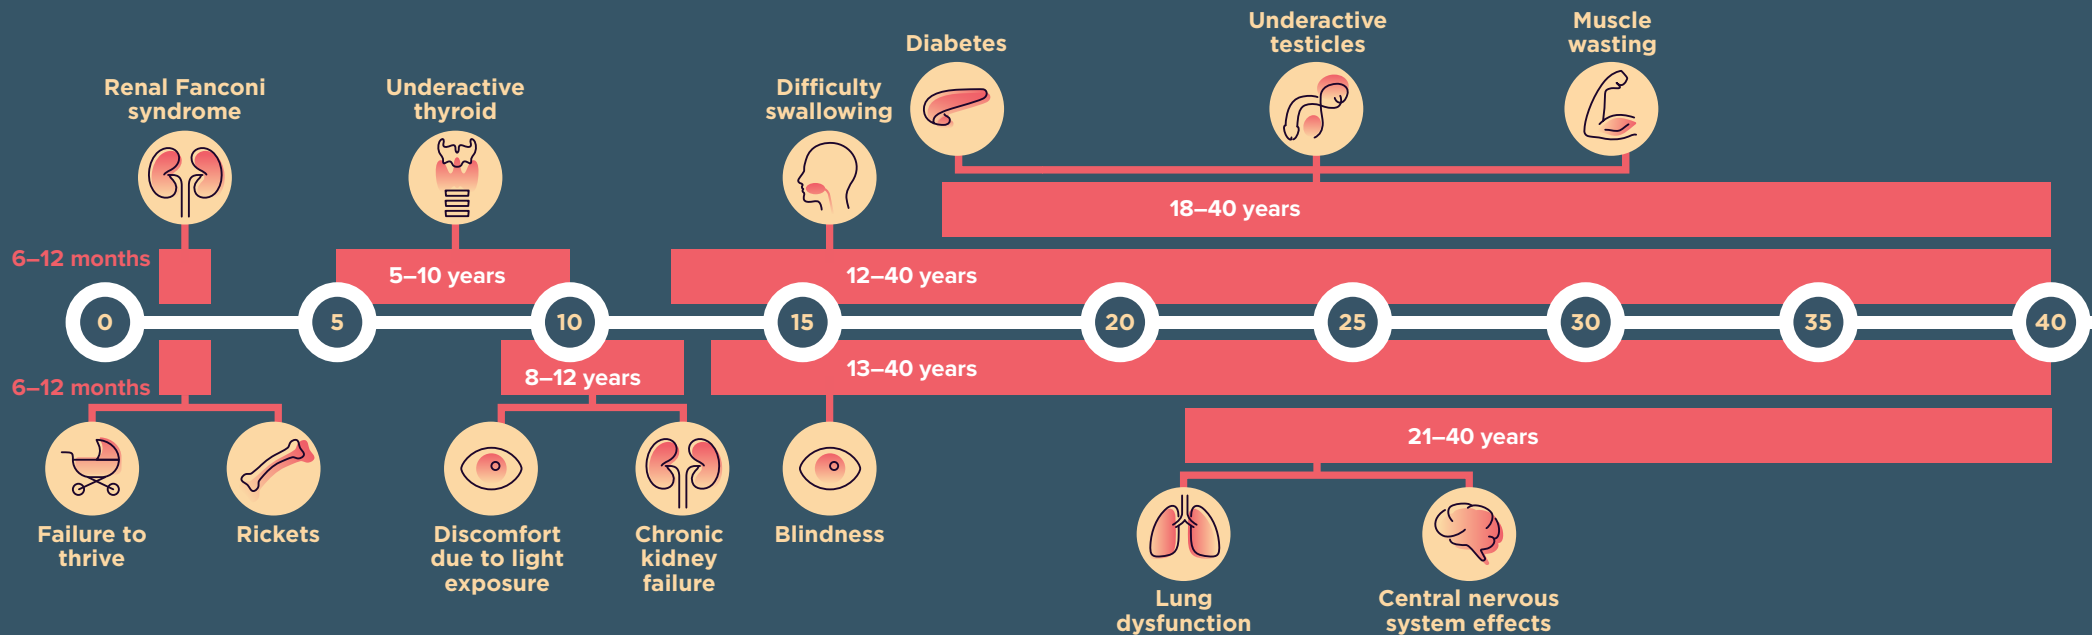 Diabetes
Underactive
testicles
Muscle
wasting
Renal Fanconi
syndrome
Underactive
thyroid
Difficulty
swallowing
18–40 years
6–12 months
5–10 years
12–40 years
0
5
10
15
20
25
30
35
40
6–12 months
8–12 years
13–40 years
21–40 years
Failure to
thrive
Rickets
Discomfort
due to light
exposure
Chronic
kidney
failure
Blindness
Lung
dysfunction
Central nervous
system effects